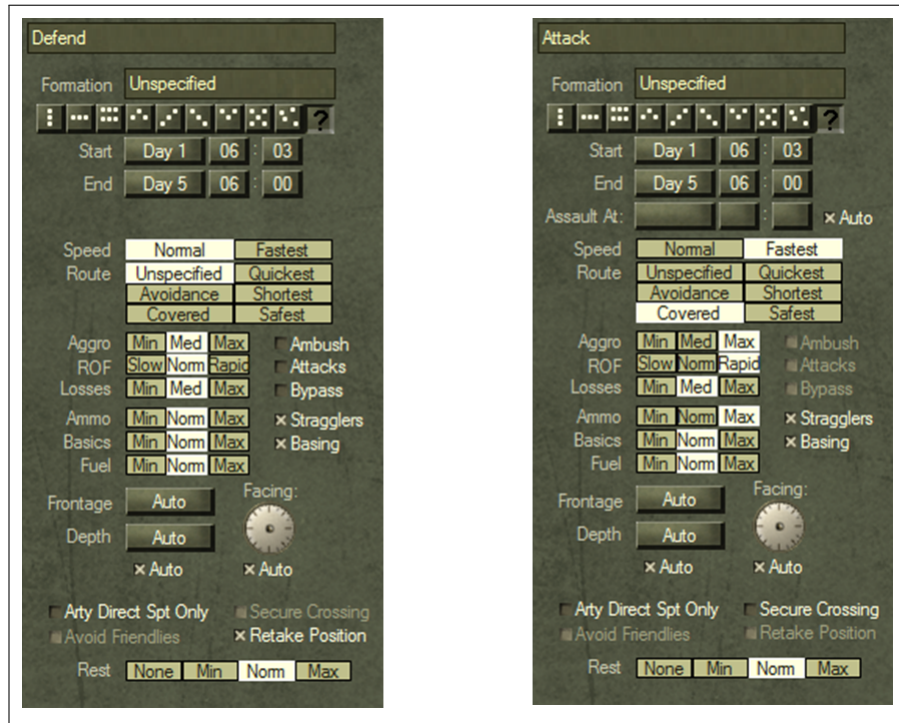 Defend
Formation Unspecified
?
Start Day 1 06 : 03
End Day 5 06 : 00
Speed Normal Fastest
Route Unspecified Quickest
Avoidance Shortest
Covered Safest
Aggro Min Med Max Ambush
ROF Slow Norm Rapid Attacks
Losses Min Med Max Bypass
Ammo Min Norm Max Stragglers
Basics Min Norm Max Basing
Fuel Min Norm Max
Frontage Auto Facing:
Depth Auto
Auto Auto
Arty Direct Spt Only Secure Crossing
Avoid Friendlies Retake Position
Rest None Min Norm Max
Attack
Formation Unspecified
?
Start Day 1 06 : 03
End Day 5 06 : 00
Assault At: : Auto
Speed Normal Fastest
Route Unspecified Quickest
Avoidance Shortest
Covered Safest
Aggro Min Med Max Ambush
ROF Slow Norm Rapid Attacks
Losses Min Med Max Bypass
Ammo Min Norm Max Stragglers
Basics Min Norm Max Basing
Fuel Min Norm Max
Frontage Auto Facing:
Depth Auto
Auto Auto
Arty Direct Spt Only Secure Crossing
Avoid Friendlies Retake Position
Rest None Min Norm Max